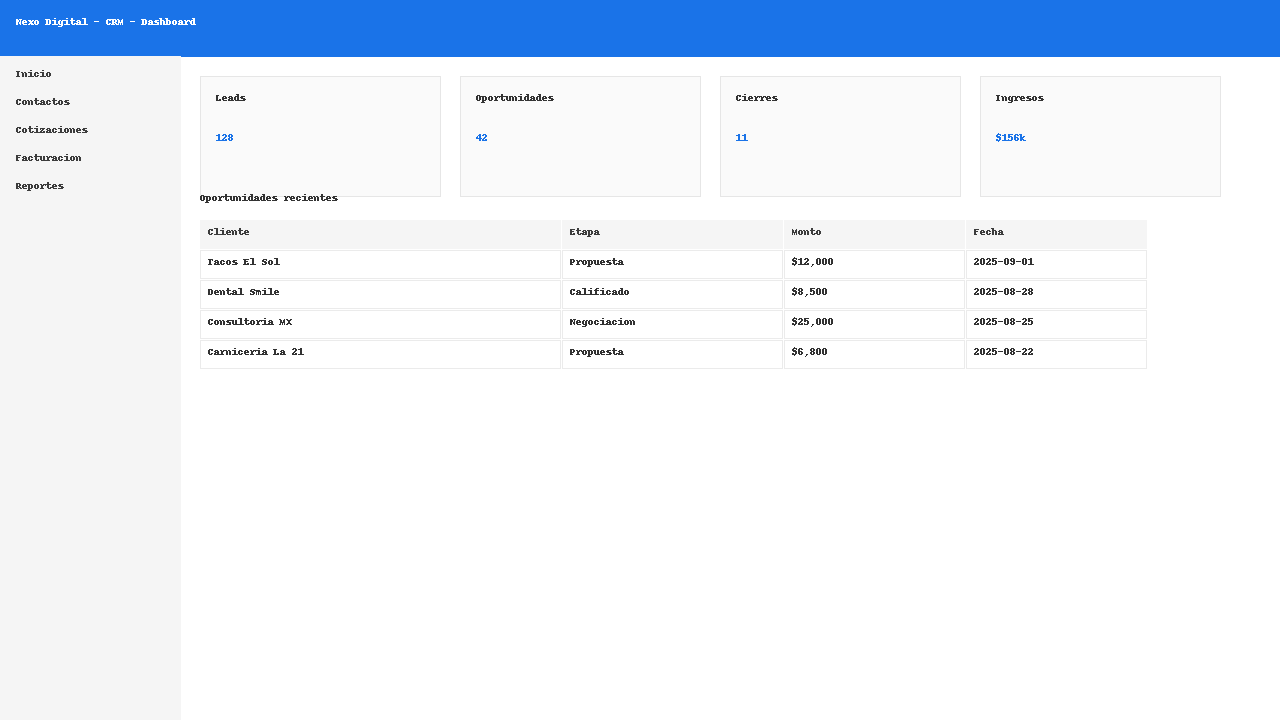 Nexo Digital - CRM - Dashboard
Inicio
Contactos
Cotizaciones
Facturacion
Reportes
Leads
128
Oportunidades
42
Cierres
11
Ingresos
$156k
Oportunidades recientes
Cliente Etapa Monto Fecha
Tacos El Sol Propuesta $12,000 2025-09-01
Dental Smile Calificado $8,500 2025-08-28
Consultoria MX Negociacion $25,000 2025-08-25
Carniceria La 21 Propuesta $6,800 2025-08-22